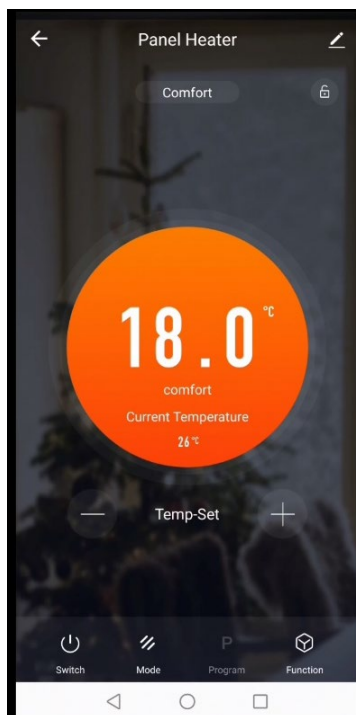 Panel Heater
Comfort
18.0 °C
comfort
Current Temperature
26 °C
Temp-Set
Switch Mode P Program Function